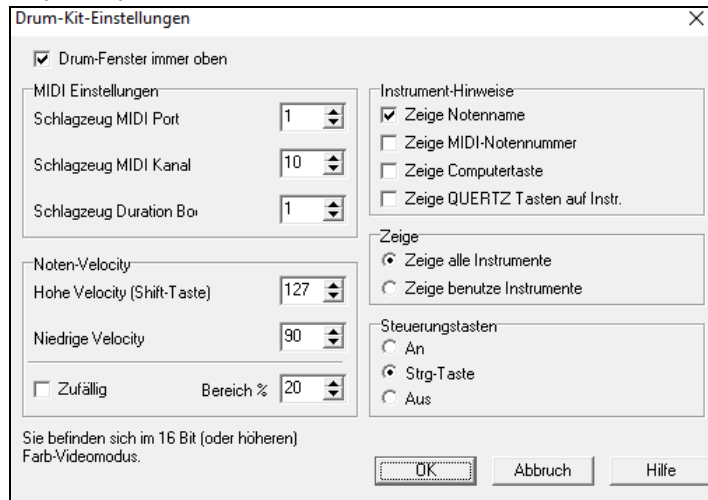 Drum-Kit-Einstellungen
Drum-Fenster immer oben
MIDI Einstellungen
Schlagzeug MIDI Port 1
Schlagzeug MIDI Kanal 10
Schlagzeug Duration 1
Noten-Velocity
Hohe Velocity (Shift-Taste) 127
Niedrige Velocity 90
Zufällig Bereich % 20
Instrument-Hinweise
Zeige Notenname
Zeige MIDI-Notennummer
Zeige Computertaste
Zeige QUERTZ Tasten auf Instr.
Zeige
Zeige alle Instrumente
Zeige benutze Instrumente
Steuerungstasten
An
Strg-Taste
Aus
Sie befinden sich im 16 Bit (oder höheren)
Farb-Videomodus.
OK Abbruch Hilfe